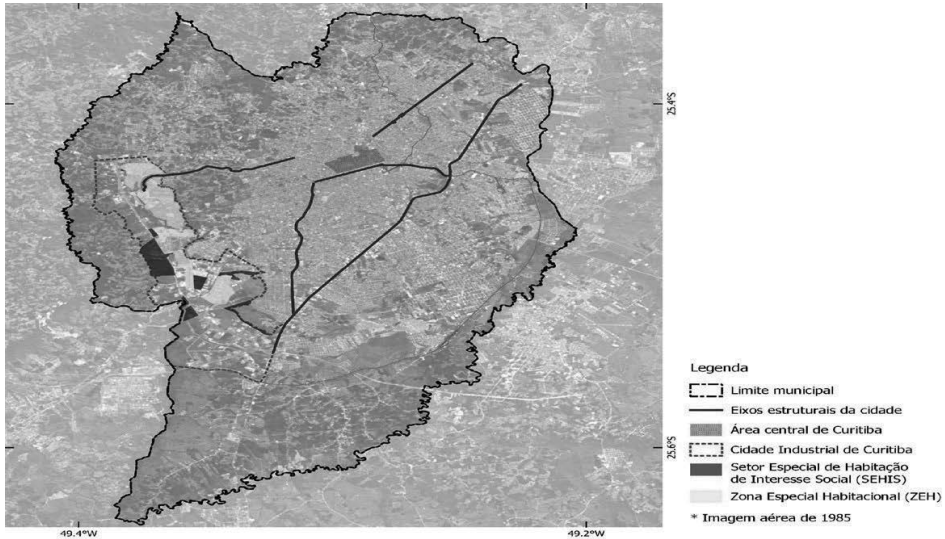 25.4°S
25.6°S
49.4°W
49.2°W
Legenda
Limite municipal
Eixos estruturais da cidade
Área central de Curitiba
Cidade Industrial de Curitiba
Setor Especial de Habitação
de Interesse Social (SEHIS)
Zona Especial Habitacional (ZEH)
* Imagem aérea de 1985